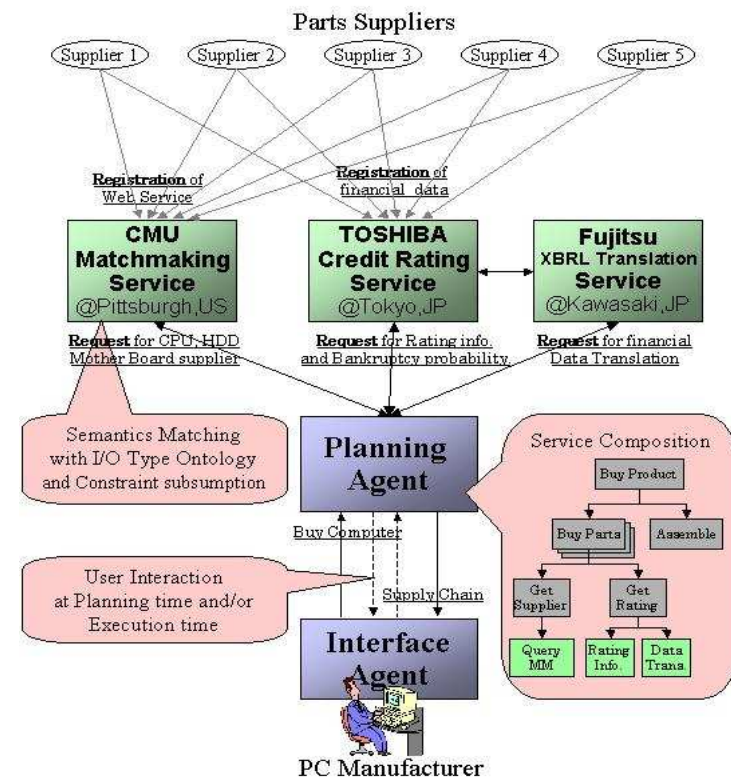 Parts Suppliers
Supplier 1
Supplier 2
Supplier 3
Supplier 4
Supplier 5
Registration of
Web Service
Registration of
financial data
CMU
Matchmaking
Service
@Pittsburgh,US
TOSHIBA
Credit Rating
Service
@Tokyo,JP
Fujitsu
XBRL Translation
Service
@Kawasaki,JP
Request for CPU, HDD
Mother Board supplier
Request for Rating info.
and Bankruptcy probability
Request for financial
Data Translation
Semantics Matching
with I/O Type Ontology
and Constraint subsumption
Planning
Agent
Service Composition
Buy Product
Buy Parts
Assemble
Get
Supplier
Get
Rating
Query
MM
Rating
Info.
Data
Trans.
Buy Computer
User Interaction
at Planning time and/or
Execution time
Supply Chain
Interface
Agent
PC Manufacturer